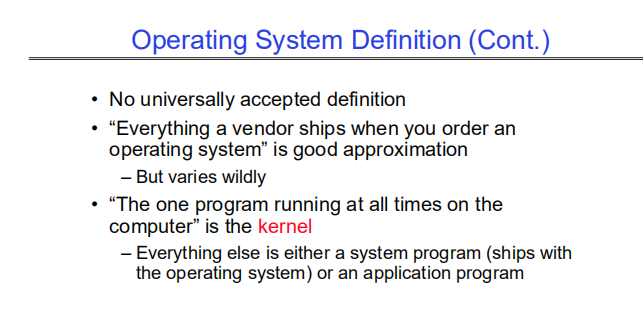 Operating System Definition (Cont.)
• No universally accepted definition
• “Everything a vendor ships when you order an
operating system” is good approximation
– But varies wildly
• “The one program running at all times on the
computer” is the kernel
– Everything else is either a system program (ships with
the operating system) or an application program